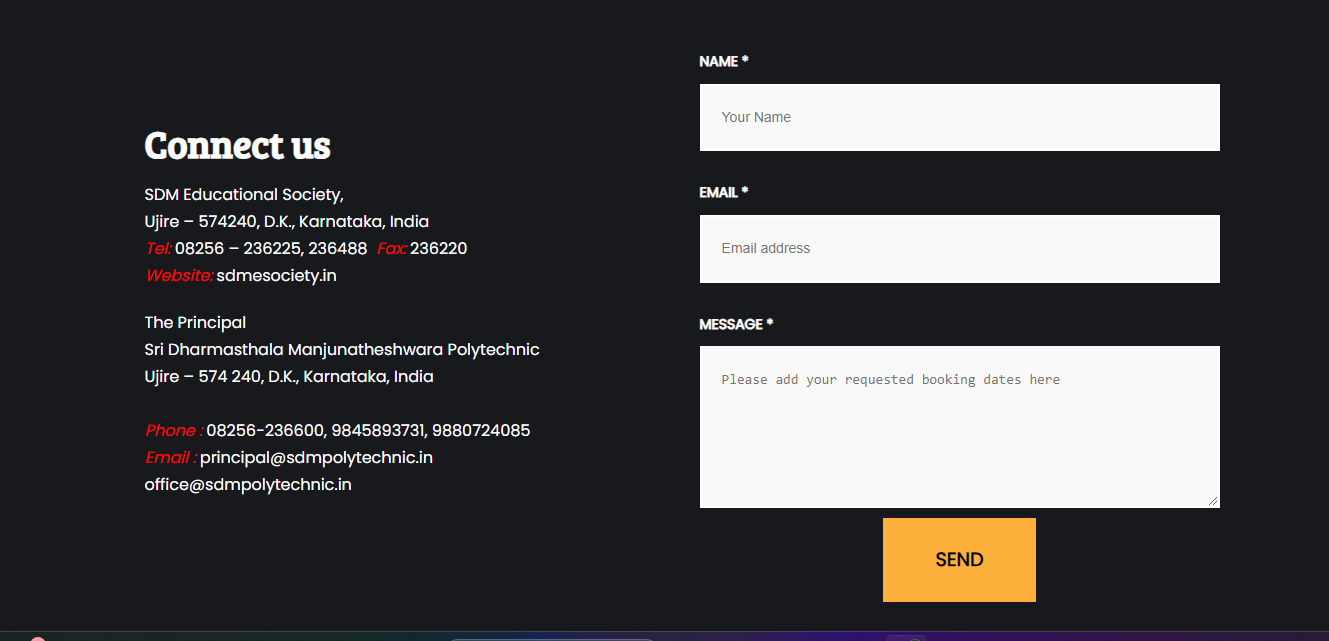 Connect us
SDM Educational Society,
Ujire – 574240, D.K., Karnataka, India
Tel: 08256 – 236225, 236488 Fax: 236220
Website: sdmesociety.in
The Principal
Sri Dharmasthala Manjunatheshwara Polytechnic
Ujire – 574 240, D.K., Karnataka, India
Phone : 08256-236600, 9845893731, 9880724085
Email : principal@sdmpolytechnic.in
office@sdmpolytechnic.in
NAME *
Your Name
EMAIL *
Email address
MESSAGE *
Please add your requested booking dates here
SEND